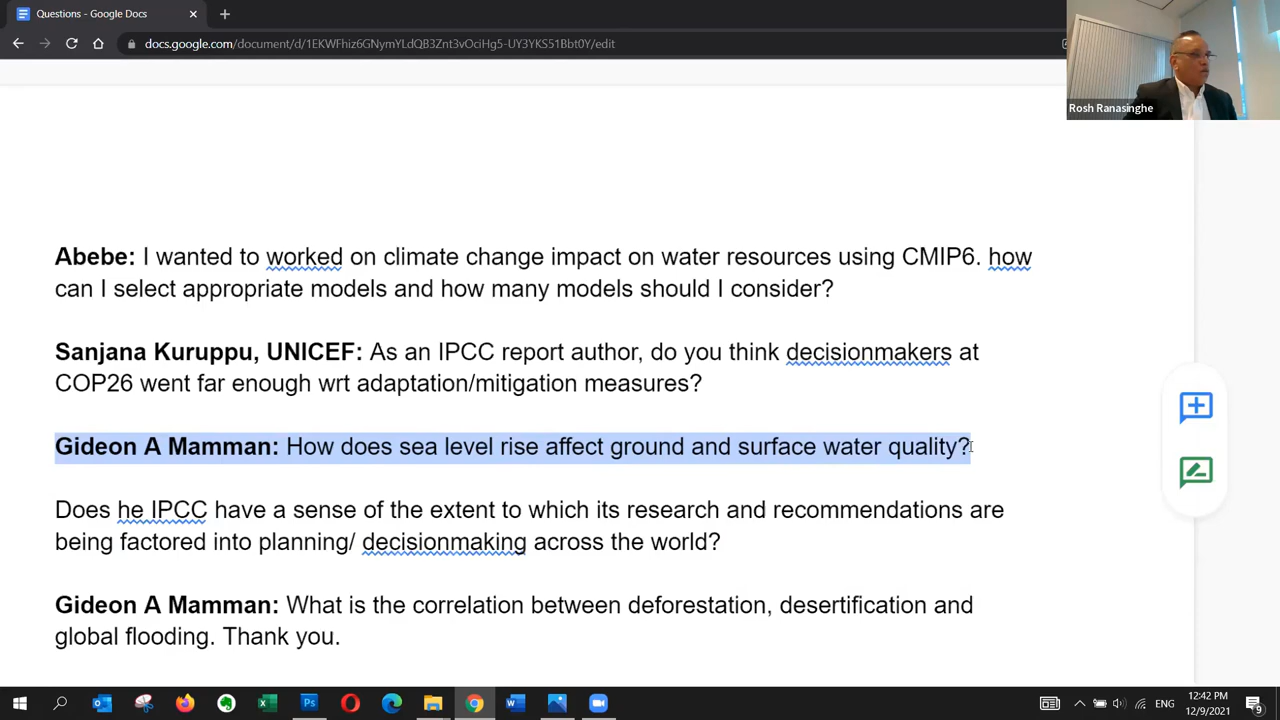 Questions - Google Docs
docs.google.com/document/d/1EKWFhiz6GNymYLdQB3Znt3vOciHg5-UY3YKS51Bbt0Y/edit
Rosh Ranasinghe
Abebe: I wanted to worked on climate change impact on water resources using CMIP6. how
can I select appropriate models and how many models should I consider?
Sanjana Kuruppu, UNICEF: As an IPCC report author, do you think decisionmakers at
COP26 went far enough wrt adaptation/mitigation measures?
Gideon A Mamman: How does sea level rise affect ground and surface water quality?
Does he IPCC have a sense of the extent to which its research and recommendations are
being factored into planning/ decisionmaking across the world?
Gideon A Mamman: What is the correlation between deforestation, desertification and
global flooding. Thank you.
ENG
12:42 PM
12/9/2021
9